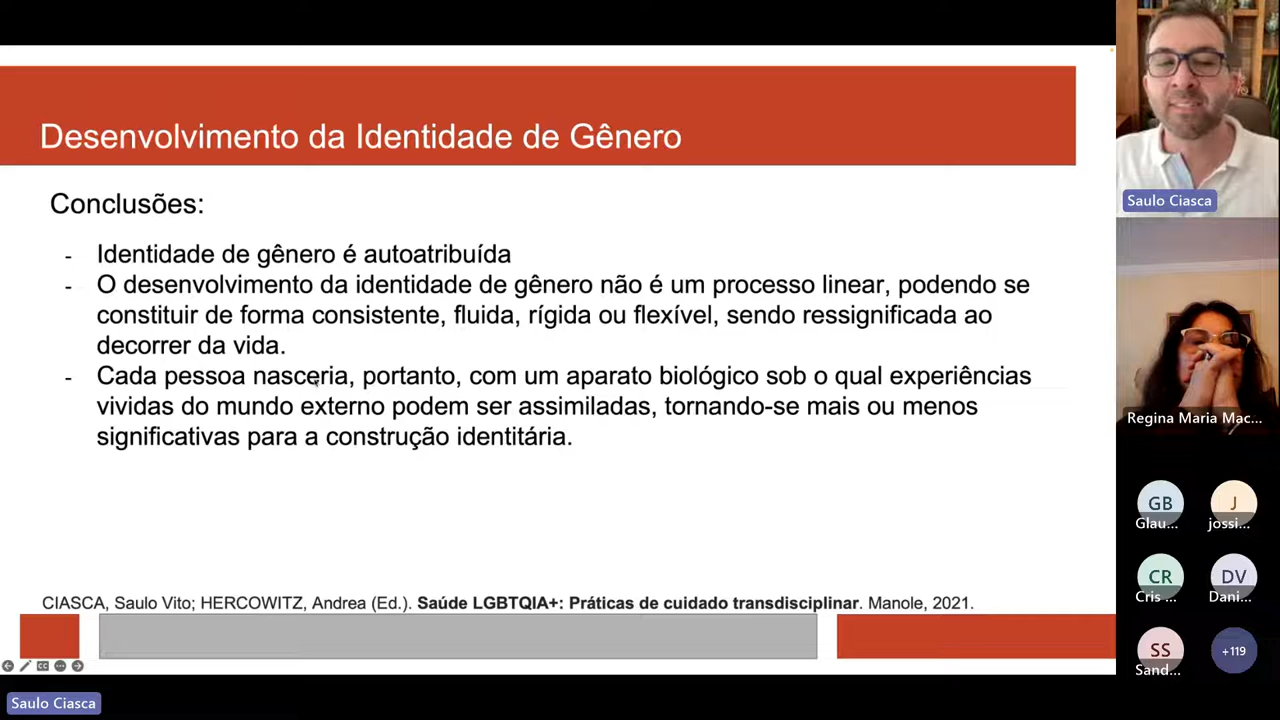 Desenvolvimento da Identidade de Gênero
Conclusões:
- Identidade de gênero é autoatribuída
- O desenvolvimento da identidade de gênero não é um processo linear, podendo se
constituir de forma consistente, fluida, rígida ou flexível, sendo ressignificada ao
decorrer da vida.
- Cada pessoa nasceria, portanto, com um aparato biológico sob o qual experiências
vividas do mundo externo podem ser assimiladas, tornando-se mais ou menos
significativas para a construção identitária.
CIASCA, Saulo Vito; HERCOWITZ, Andrea (Ed.). Saúde LGBTQIA+: Práticas de cuidado transdisciplinar. Manole, 2021.
CC
Saulo Ciasca
Saulo Ciasca
Regina Maria Mac...
GB
Glau...
J
jossi...
CR
Cris ...
DV
Dani...
SS
Sand...
+119